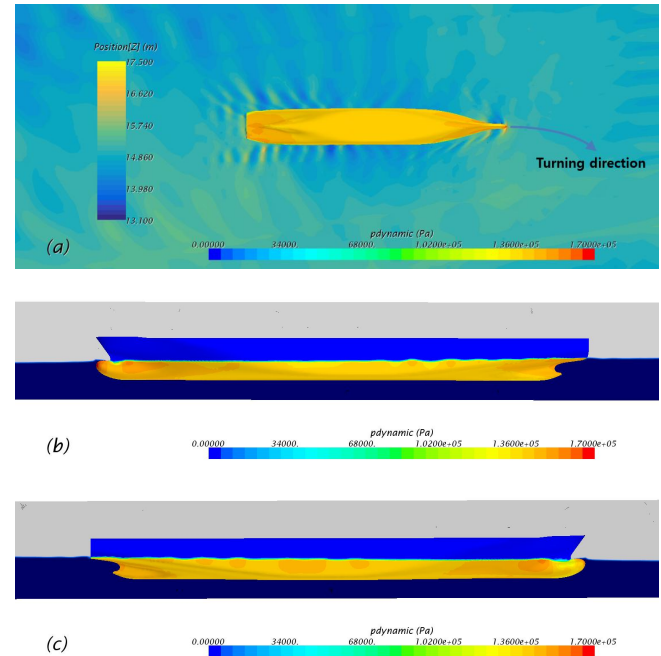 Position[Z] (m)
17.500
16.620
15.740
14.860
13.980
13.100
Turning direction
(a)
pdynamic (Pa)
0.00000 34000. 68000. 1.0200e+05 1.3600e+05 1.7000e+05
(b)
pdynamic (Pa)
0.00000 34000. 68000. 1.0200e+05 1.3600e+05 1.7000e+05
(c)
pdynamic (Pa)
0.00000 34000. 68000. 1.0200e+05 1.3600e+05 1.7000e+05